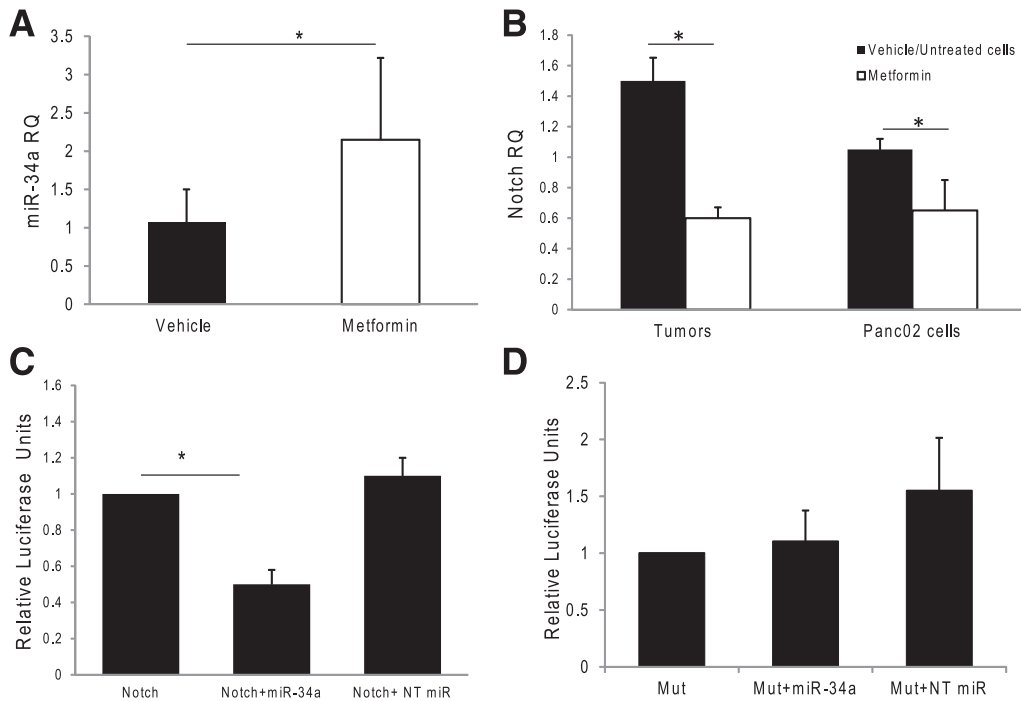 A
3.5
3
2.5
2
1.5
1
0.5
0
miR-34a RQ
*
Vehicle
Metformin
B
1.8
1.6
1.4
1.2
1
0.8
0.6
0.4
0.2
0
Notch RQ
*
*
Vehicle/Untreated cells
Metformin
Tumors
Panc02 cells
C
1.6
1.4
1.2
1
0.8
0.6
0.4
0.2
0
Relative Luciferase Units
*
Notch
Notch+miR-34a
Notch+ NT miR
D
2.5
2
1.5
1
0.5
0
Relative Luciferase Units
Mut
Mut+miR-34a
Mut+NT miR